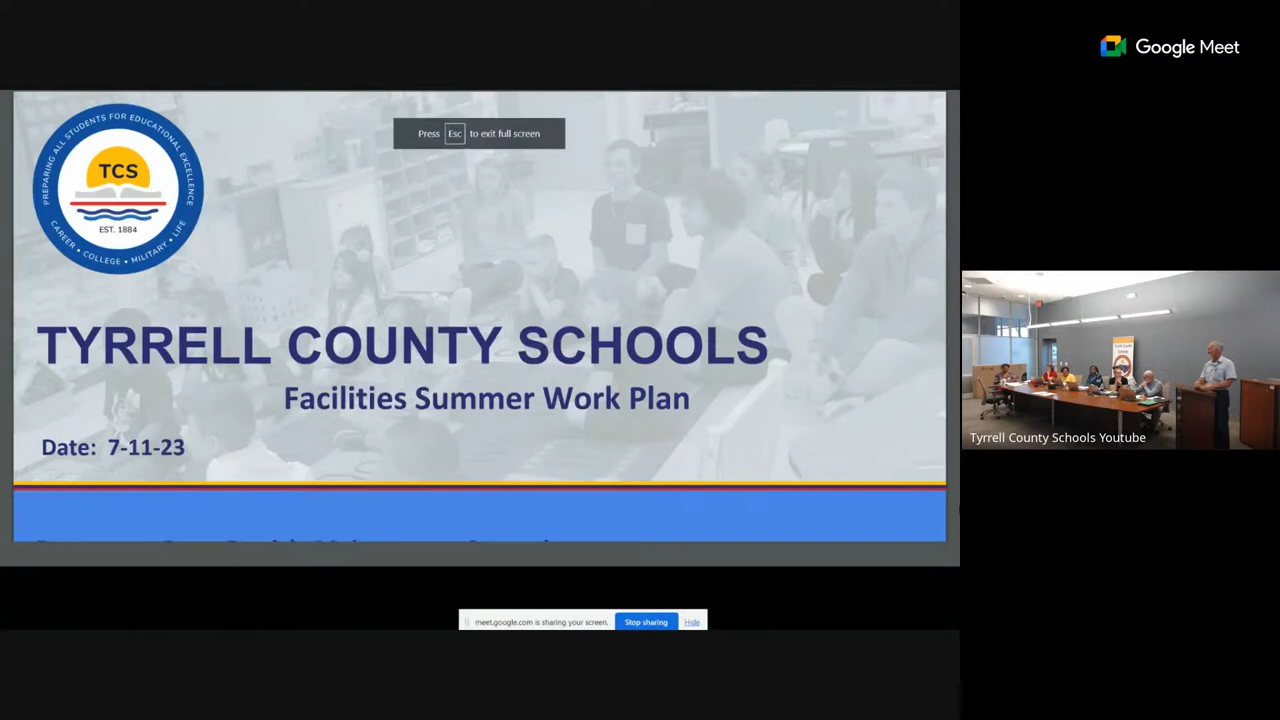 Google Meet
Press Esc to exit full screen
PREPARING ALL STUDENTS FOR EDUCATIONAL EXCELLENCE
TCS
EST. 1884
CAREER • COLLEGE • MILITARY • LIFE
TYRRELL COUNTY SCHOOLS
Facilities Summer Work Plan
Date: 7-11-23
Tyrrell County Schools Youtube
meet.google.com is sharing your screen.
Stop sharing
Hide